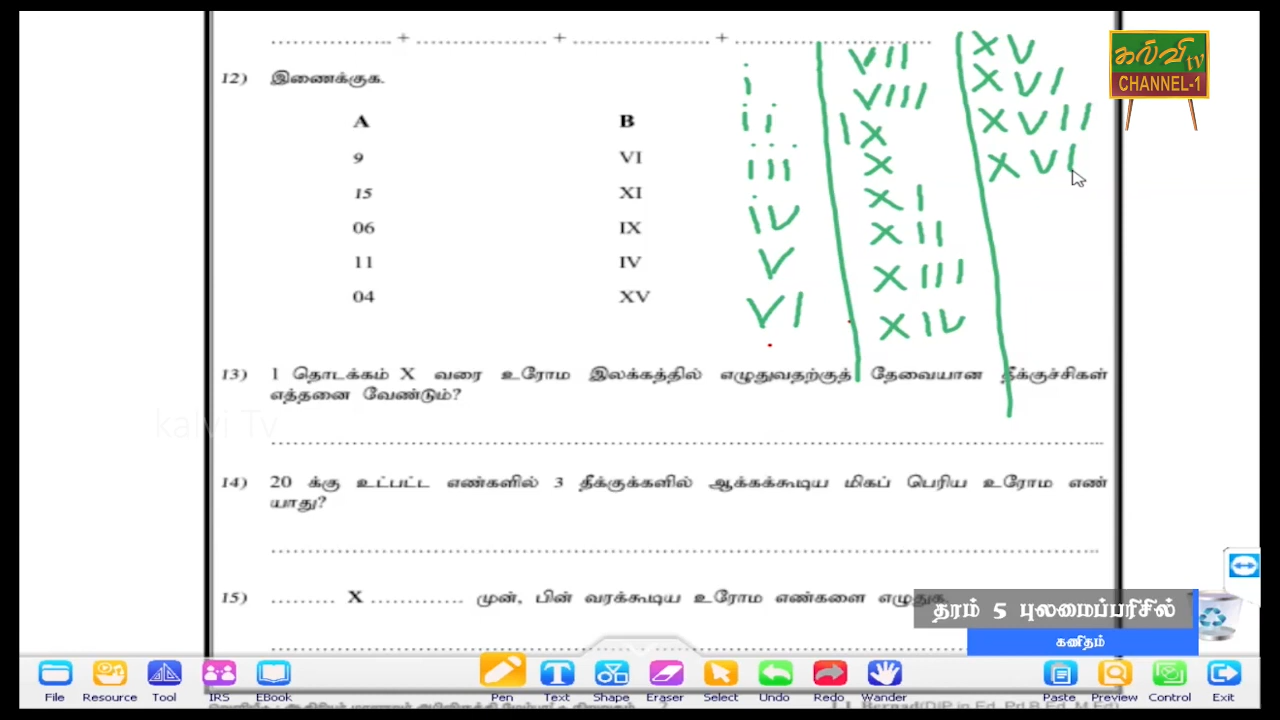 .................. + .................. + .................. + ..................
12) இணைக்குக.
A B
9 VI
15 XI
06 IX
11 IV
04 XV
i
ii
iii
iv
V
VI
VII
VIII
IX
X
XI
XII
XIII
XIV
XV
XVI
XVII
XVI
கல்வி tv
CHANNEL-1
13) 1 தொடக்கம் X வரை உரோம இலக்கத்தில் எழுதுவதற்குத் தேவையான தீக்குச்சிகள்
எத்தனை வேண்டும்?
kalvi Tv
14) 20 க்கு உட்பட்ட எண்களில் 3 தீக்குக்களில் ஆக்கக்கூடிய மிகப் பெரிய உரோம எண்
யாது?
15) ......... X ............. முன், பின் வரக்கூடிய உரோம எண்களை எழுதுக.
தரம் 5 புலமைப்பரிசில்
கணிதம்
File Resource Tool IRS EBook Pen Text Shape Eraser Select Undo Redo Wander Paste Preview Control Exit